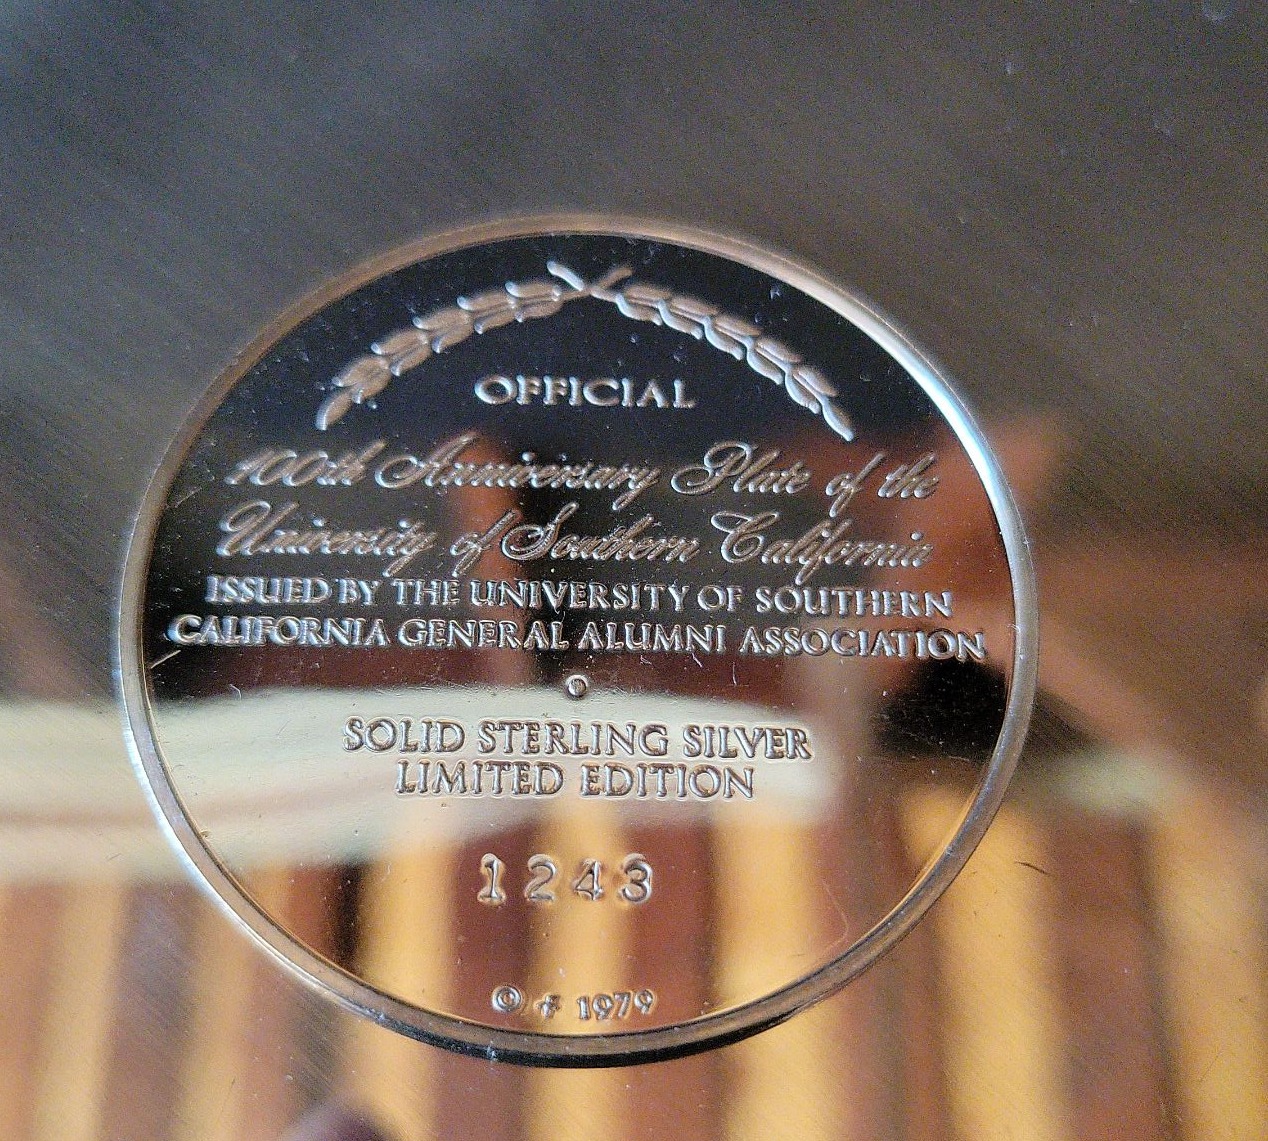 OFFICIAL
100th Anniversary Plate of the
University of Southern California
ISSUED BY THE UNIVERSITY OF SOUTHERN
CALIFORNIA GENERAL ALUMNI ASSOCIATION
SOLID STERLING SILVER
LIMITED EDITION
1243
© 1979